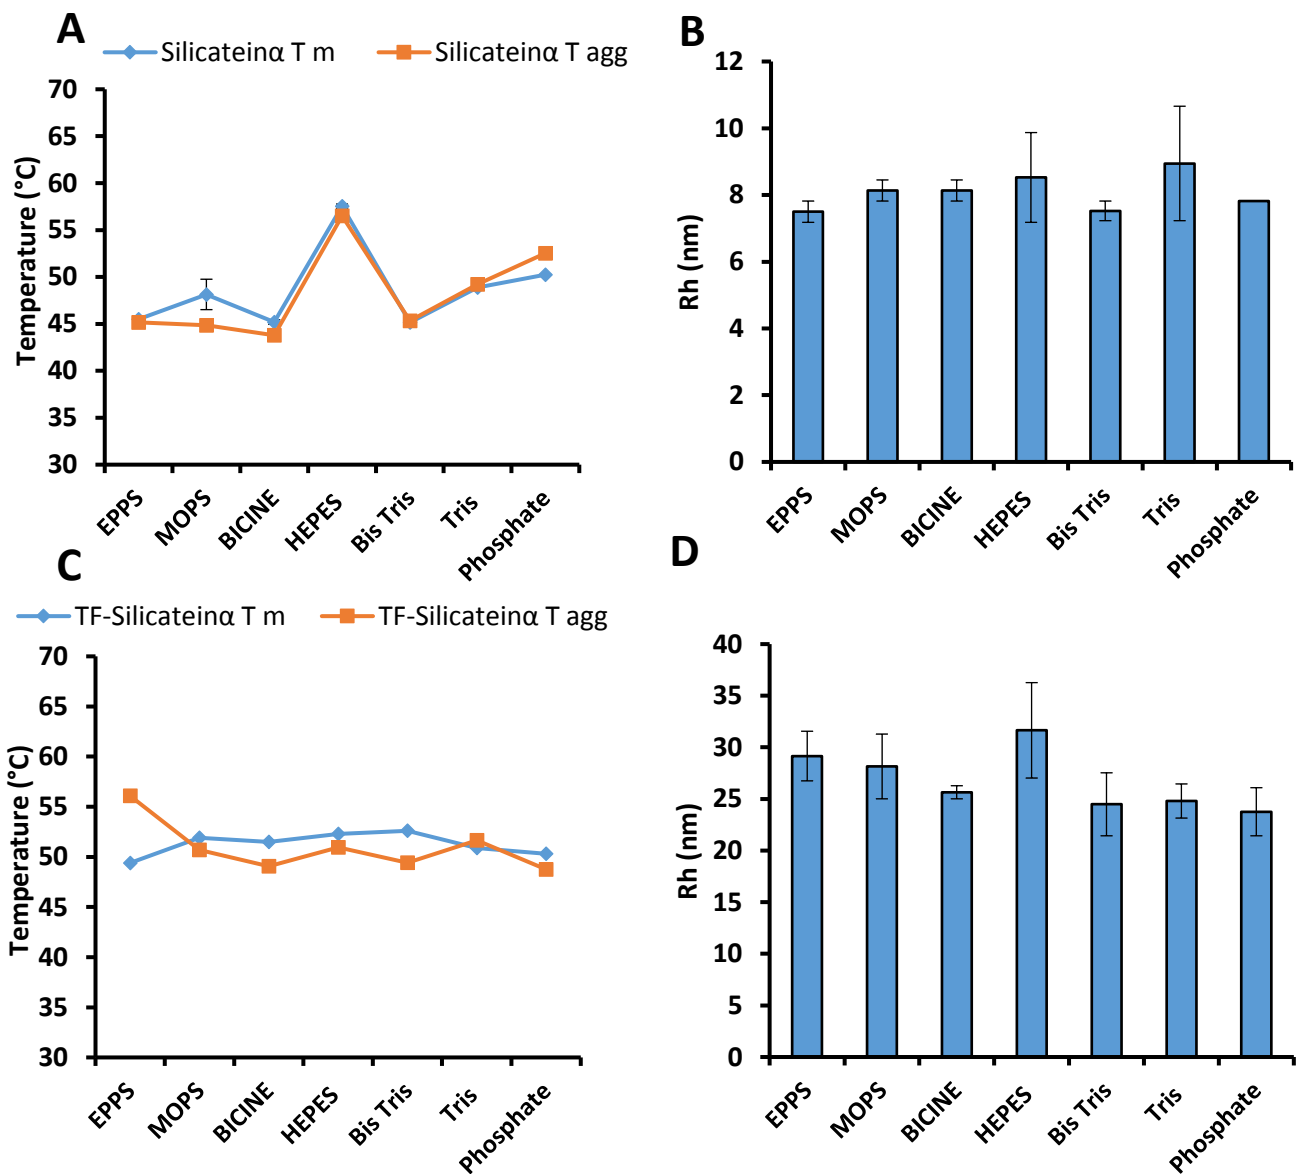 A
Silicateinα T m
Silicateinα T agg
Temperature (°C)
70
65
60
55
50
45
40
35
30
EPPS
MOPS
BICINE
HEPES
Bis Tris
Tris
Phosphate
B
Rh (nm)
12
10
8
6
4
2
0
EPPS
MOPS
BICINE
HEPES
Bis Tris
Tris
Phosphate
C
TF-Silicateinα T m
TF-Silicateinα T agg
Temperature (°C)
70
65
60
55
50
45
40
35
30
EPPS
MOPS
BICINE
HEPES
Bis Tris
Tris
Phosphate
D
Rh (nm)
40
35
30
25
20
15
10
5
0
EPPS
MOPS
BICINE
HEPES
Bis Tris
Tris
Phosphate